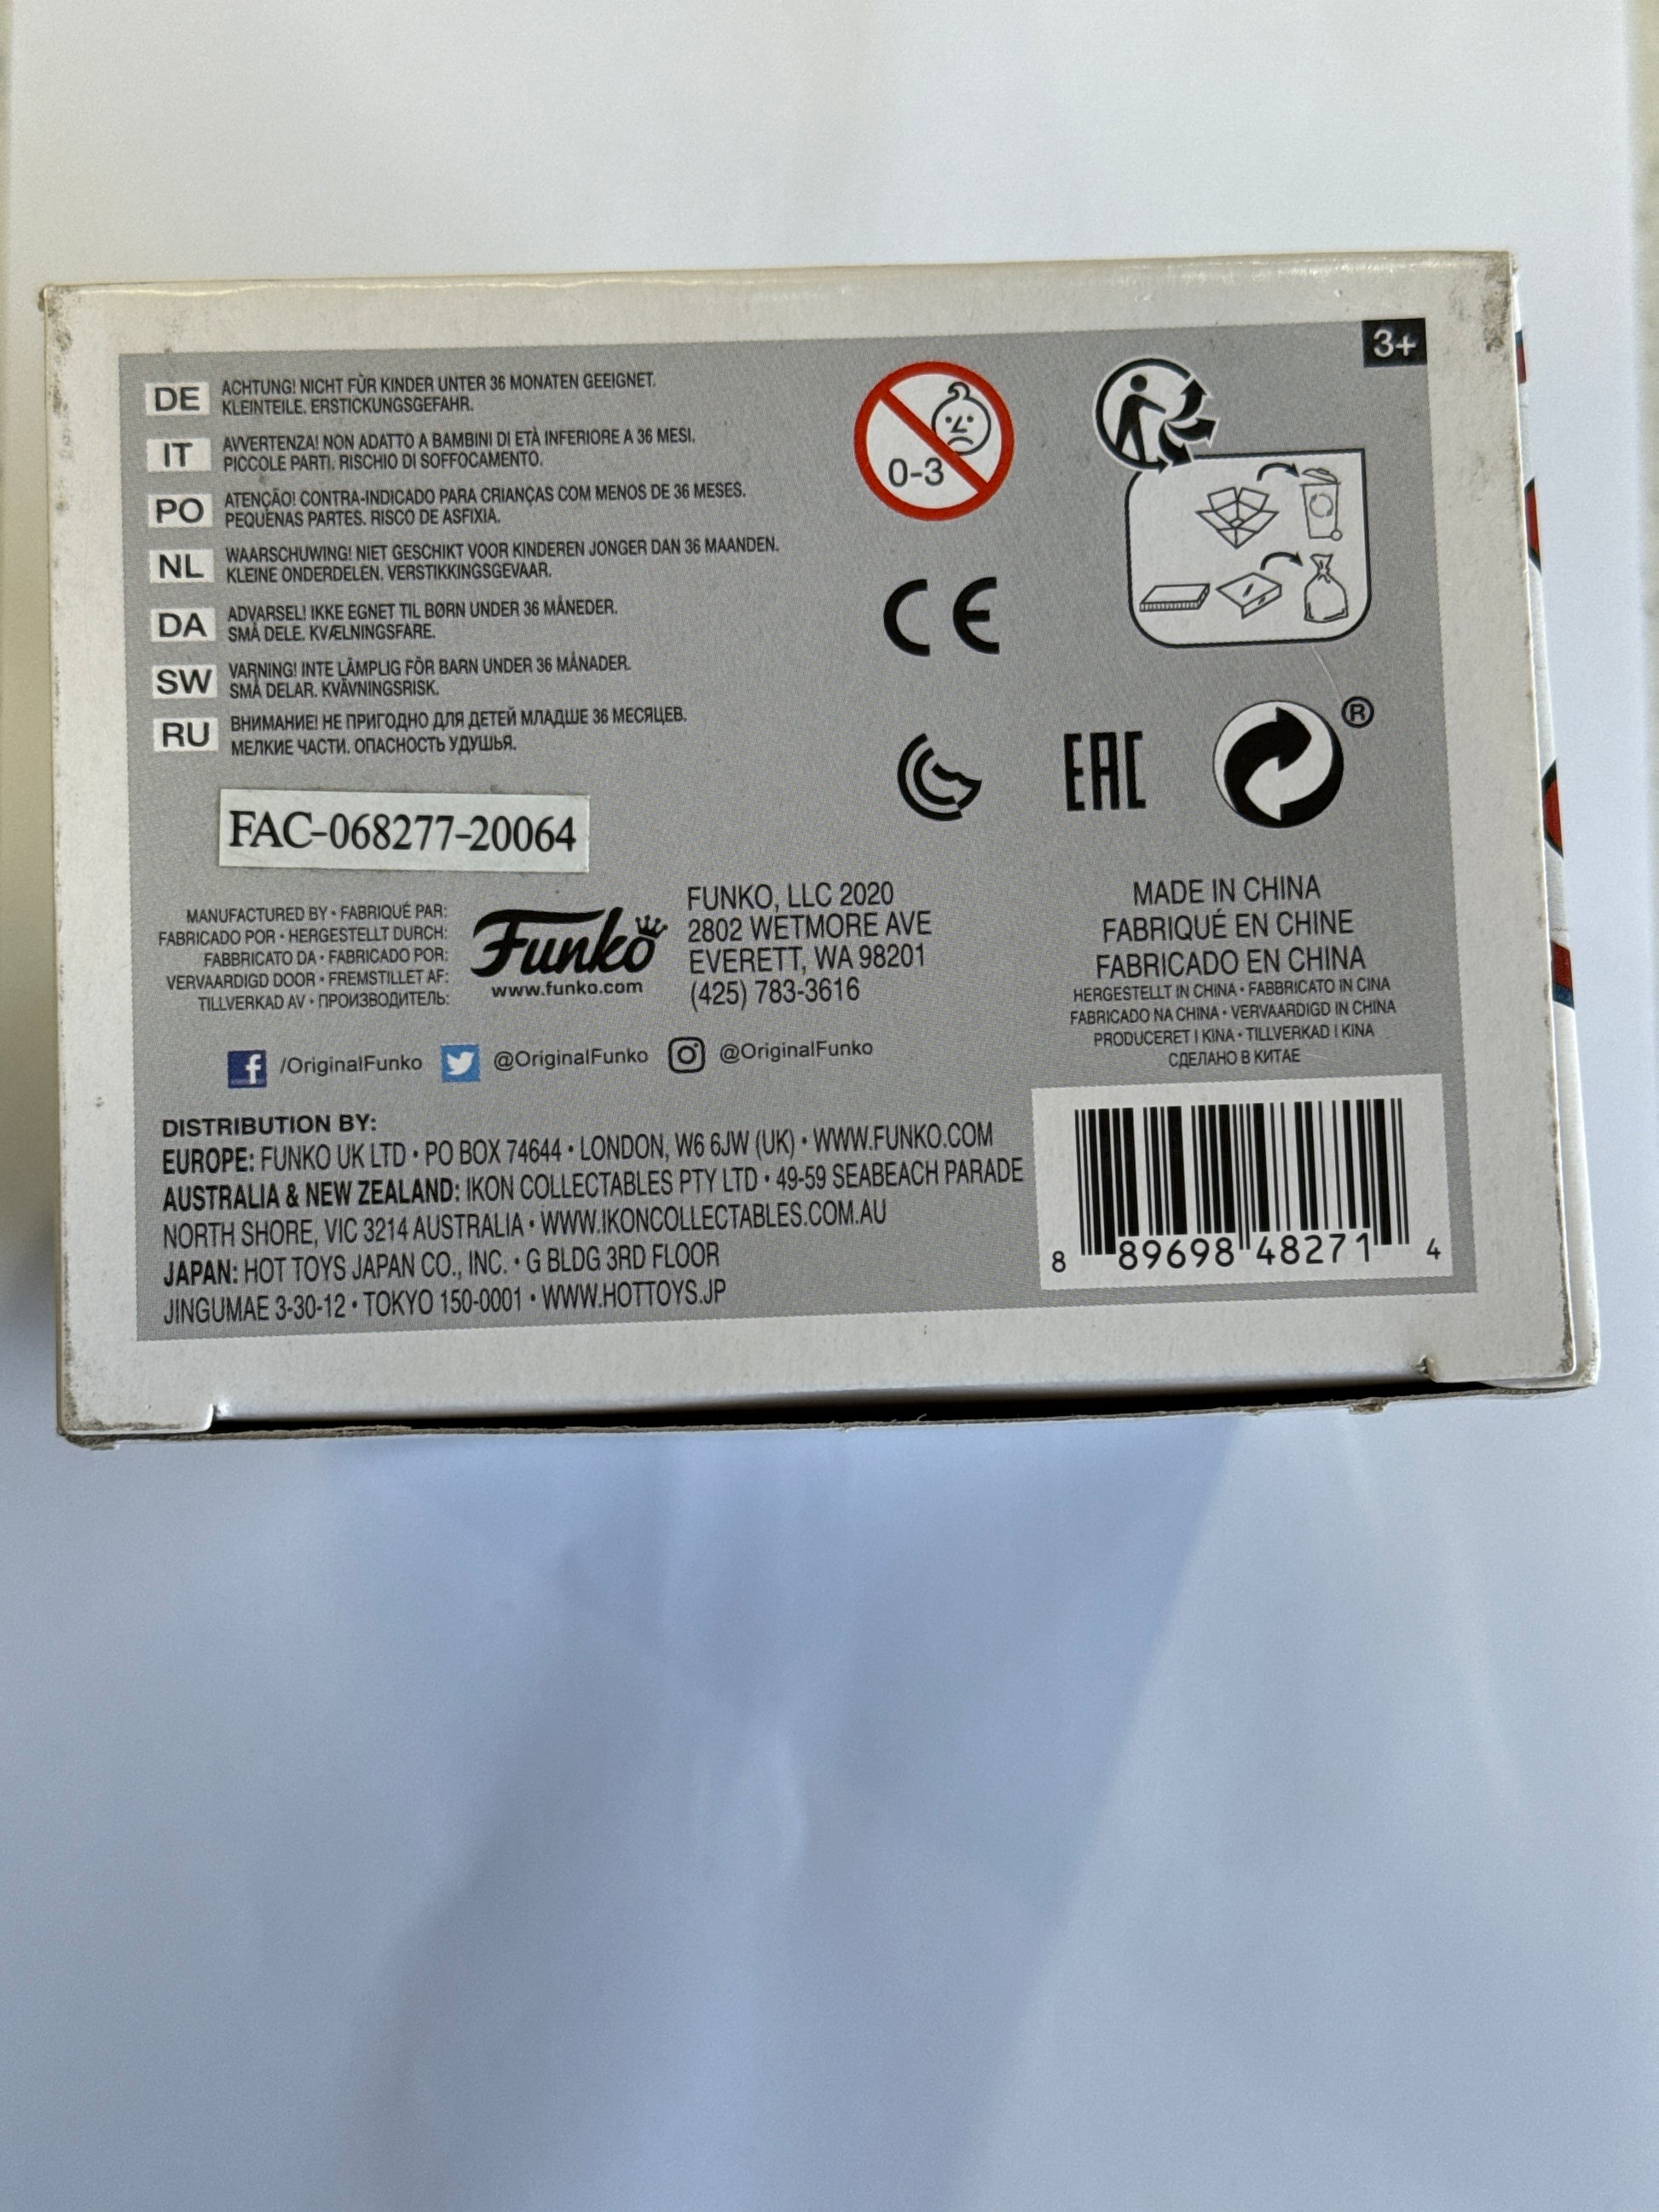 3+
DE
ACHTUNG! NICHT FÜR KINDER UNTER 36 MONATEN GEEIGNET.
KLEINTEILE. ERSTICKUNGSGEFAHR.
IT
AVVERTENZA! NON ADATTO A BAMBINI DI ETÀ INFERIORE A 36 MESI.
PICCOLE PARTI. RISCHIO DI SOFFOCAMENTO.
PO
ATENÇÃO! CONTRA-INDICADO PARA CRIANÇAS COM MENOS DE 36 MESES.
PEQUENAS PARTES. RISCO DE ASFIXIA.
NL
WAARSCHUWING! NIET GESCHIKT VOOR KINDEREN JONGER DAN 36 MAANDEN.
KLEINE ONDERDELEN. VERSTIKKINGSGEVAAR.
DA
ADVARSEL! IKKE EGNET TIL BØRN UNDER 36 MÅNEDER.
SMÅ DELE. KVÆLNINGSFARE.
SW
VARNING! INTE LÄMPLIG FÖR BARN UNDER 36 MÅNADER.
SMÅ DELAR. KVÄVNINGSRISK.
RU
ВНИМАНИЕ! НЕ ПРИГОДНО ДЛЯ ДЕТЕЙ МЛАДШЕ 36 МЕСЯЦЕВ.
МЕЛКИЕ ЧАСТИ. ОПАСНОСТЬ УДУШЬЯ.
0-3
CE
EAC
®
FAC-068277-20064
MANUFACTURED BY • FABRIQUÉ PAR:
FABRICADO POR • HERGESTELLT DURCH:
FABBRICATO DA • FABRICADO POR:
VERVAARDIGD DOOR • FREMSTILLET AF:
TILLVERKAD AV • ПРОИЗВОДИТЕЛЬ:
Funko
www.funko.com
FUNKO, LLC 2020
2802 WETMORE AVE
EVERETT, WA 98201
(425) 783-3616
MADE IN CHINA
FABRIQUÉ EN CHINE
FABRICADO EN CHINA
HERGESTELLT IN CHINA • FABBRICATO IN CINA
FABRICADO NA CHINA • VERVAARDIGD IN CHINA
PRODUCERET I KINA • TILLVERKAD I KINA
СДЕЛАНО В КИТАЕ
/OriginalFunko @OriginalFunko @OriginalFunko
DISTRIBUTION BY:
EUROPE: FUNKO UK LTD • PO BOX 74644 • LONDON, W6 6JW (UK) • WWW.FUNKO.COM
AUSTRALIA & NEW ZEALAND: IKON COLLECTABLES PTY LTD • 49-59 SEABEACH PARADE
NORTH SHORE, VIC 3214 AUSTRALIA • WWW.IKONCOLLECTABLES.COM.AU
JAPAN: HOT TOYS JAPAN CO., INC. • G BLDG 3RD FLOOR
JINGUMAE 3-30-12 • TOKYO 150-0001 • WWW.HOTTOYS.JP
8 89698 48271 4